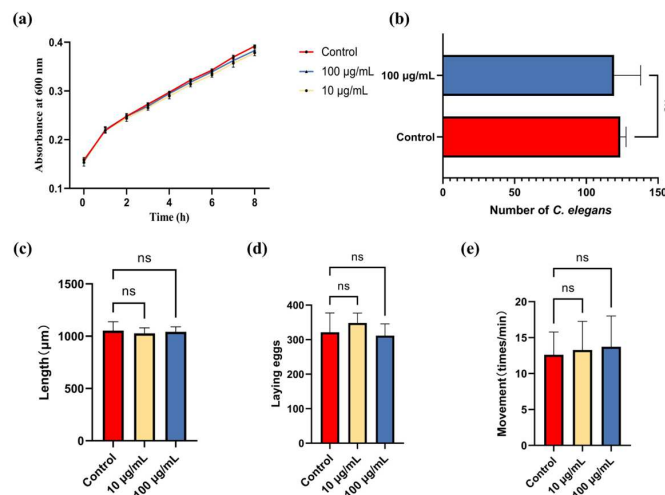 (a)
0.4
0.3
0.2
0.1
Absorbance at 600 nm
0 2 4 6 8
Time (h)
Control
100 μg/mL
10 μg/mL
(b)
100 μg/mL
Control
0 50 100 150
Number of C. elegans
(c)
ns
ns
1500
1000
500
0
Length(μm)
Control
10 μg/mL
100 μg/mL
(d)
ns
ns
400
300
200
100
0
Laying eggs
Control
10 μg/mL
100 μg/mL
(e)
ns
ns
20
15
10
5
0
Movement(times/min)
Control
10 μg/mL
100 μg/mL